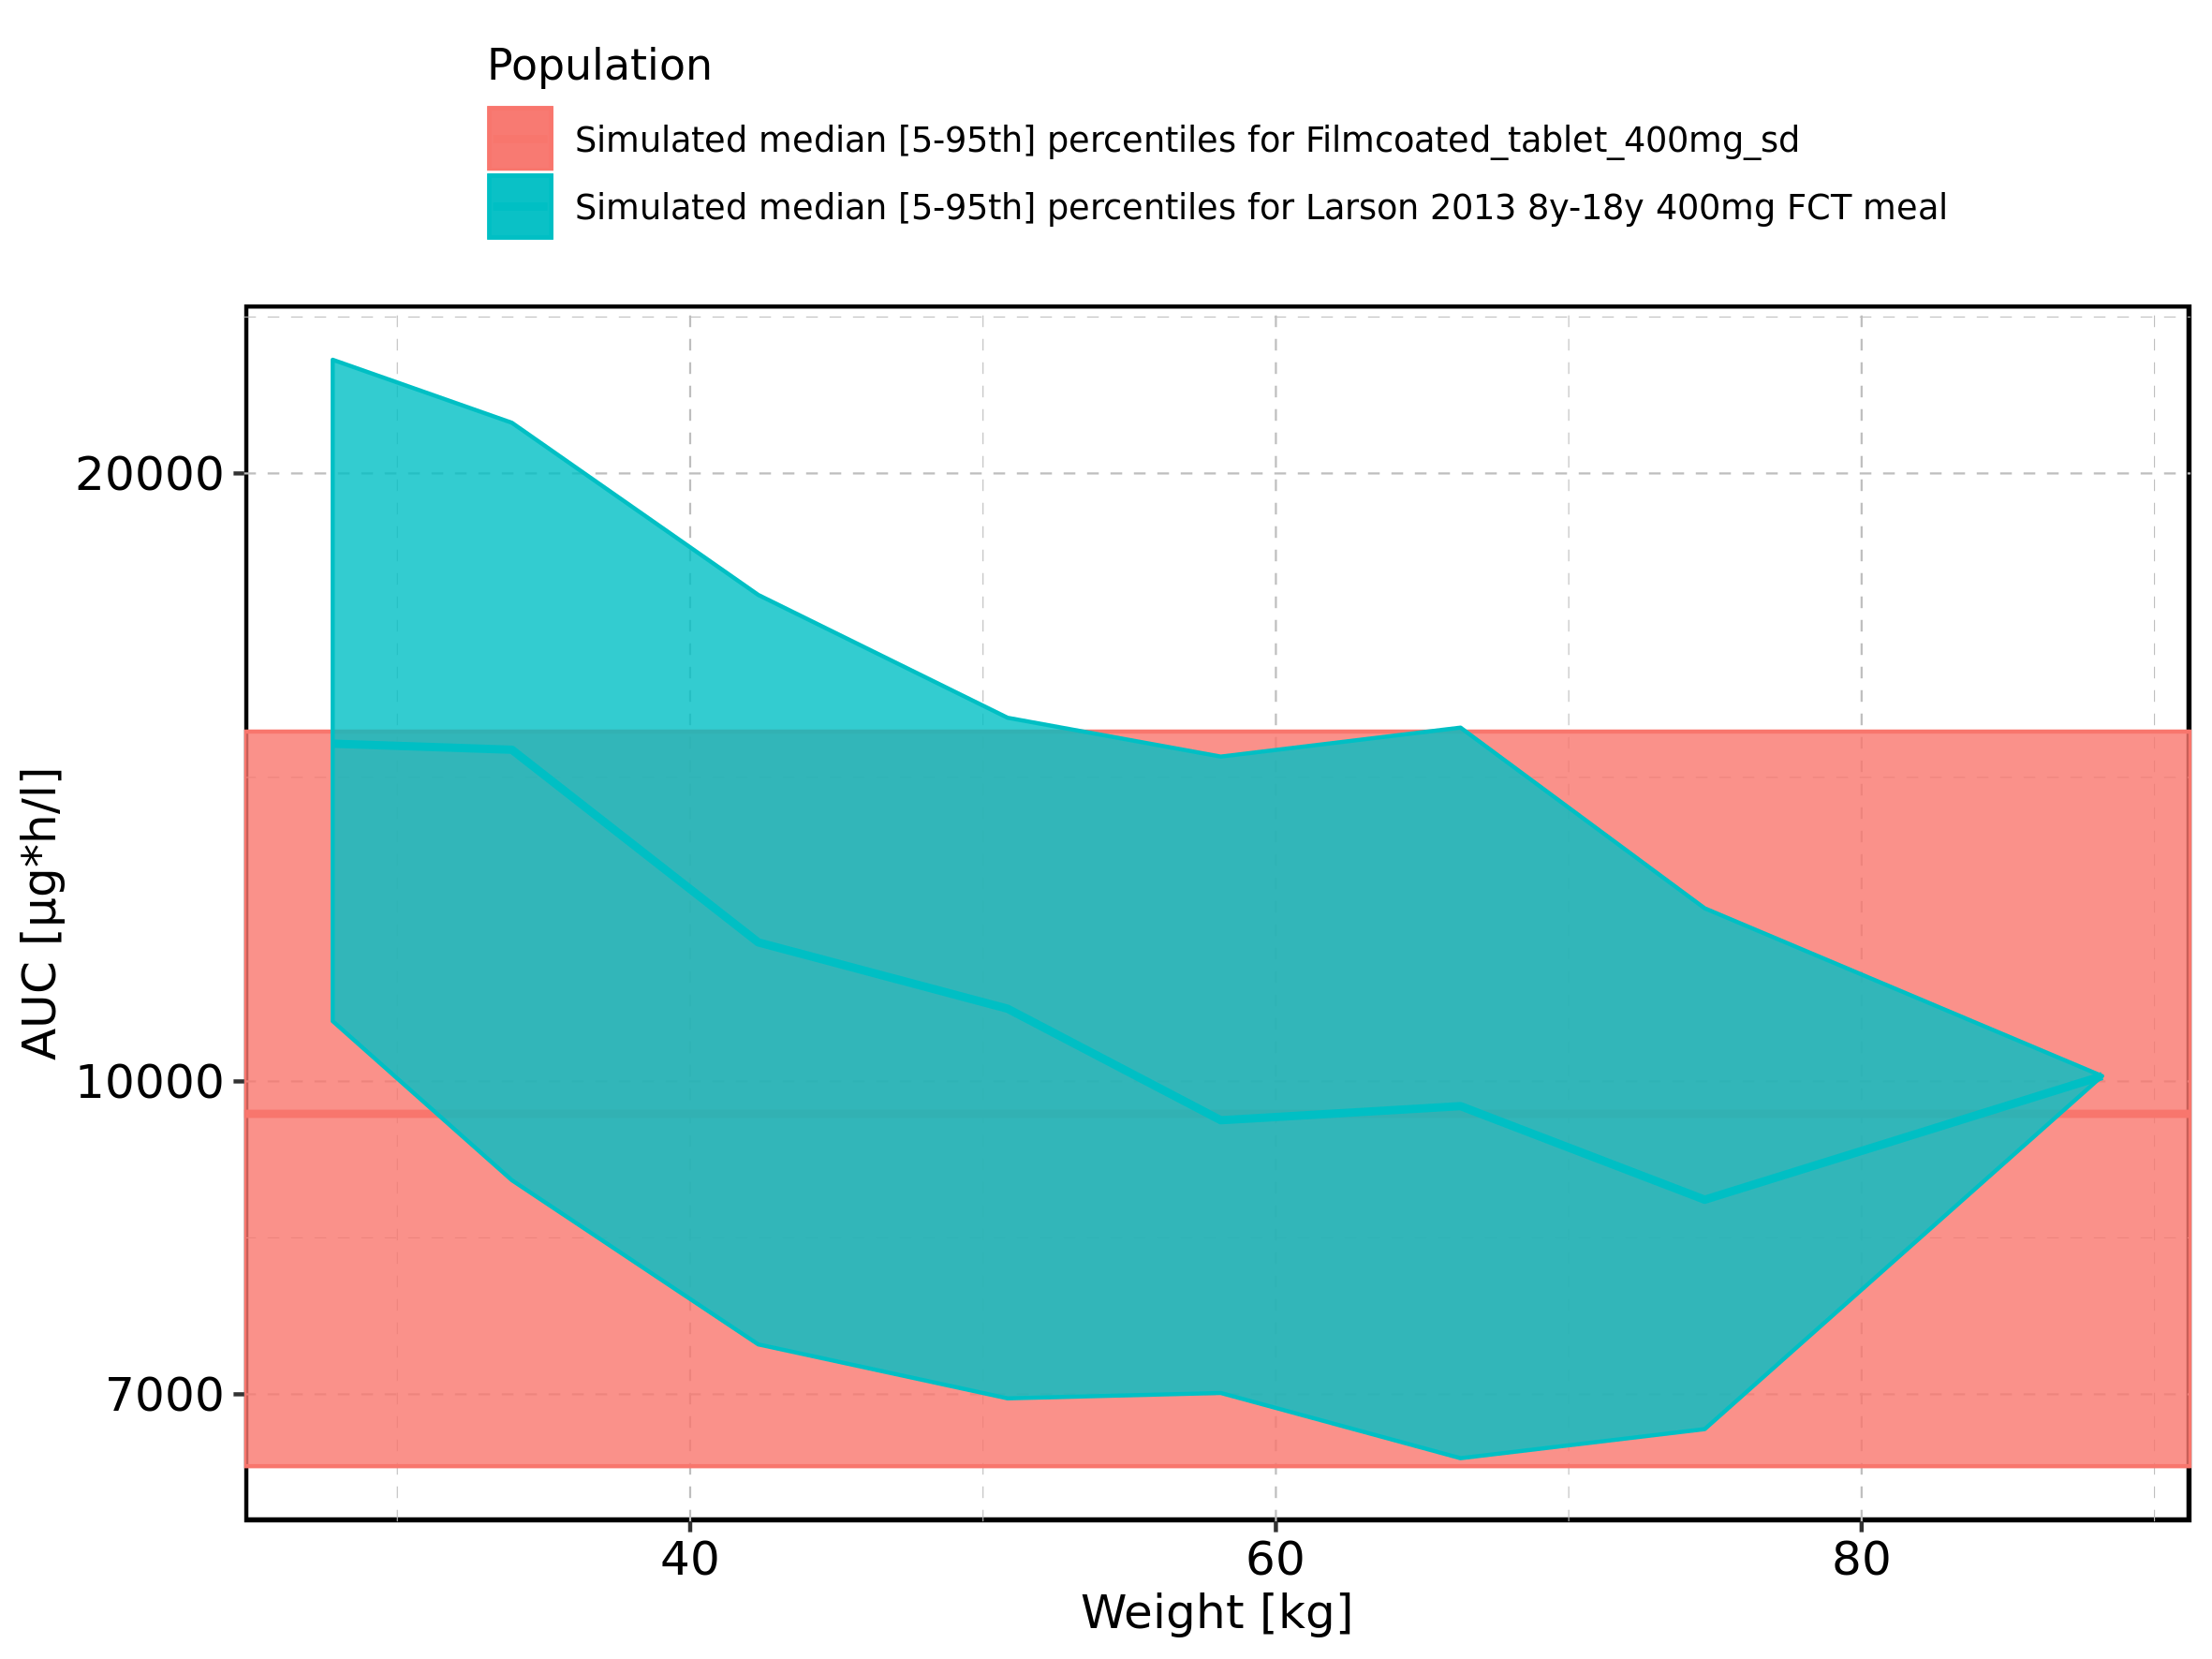 Population
Simulated median [5-95th] percentiles for Filmcoated_tablet_400mg_sd
Simulated median [5-95th] percentiles for Larson 2013 8y-18y 400mg FCT meal
AUC [µg*h/l]
20000
10000
7000
40 60 80
Weight [kg]